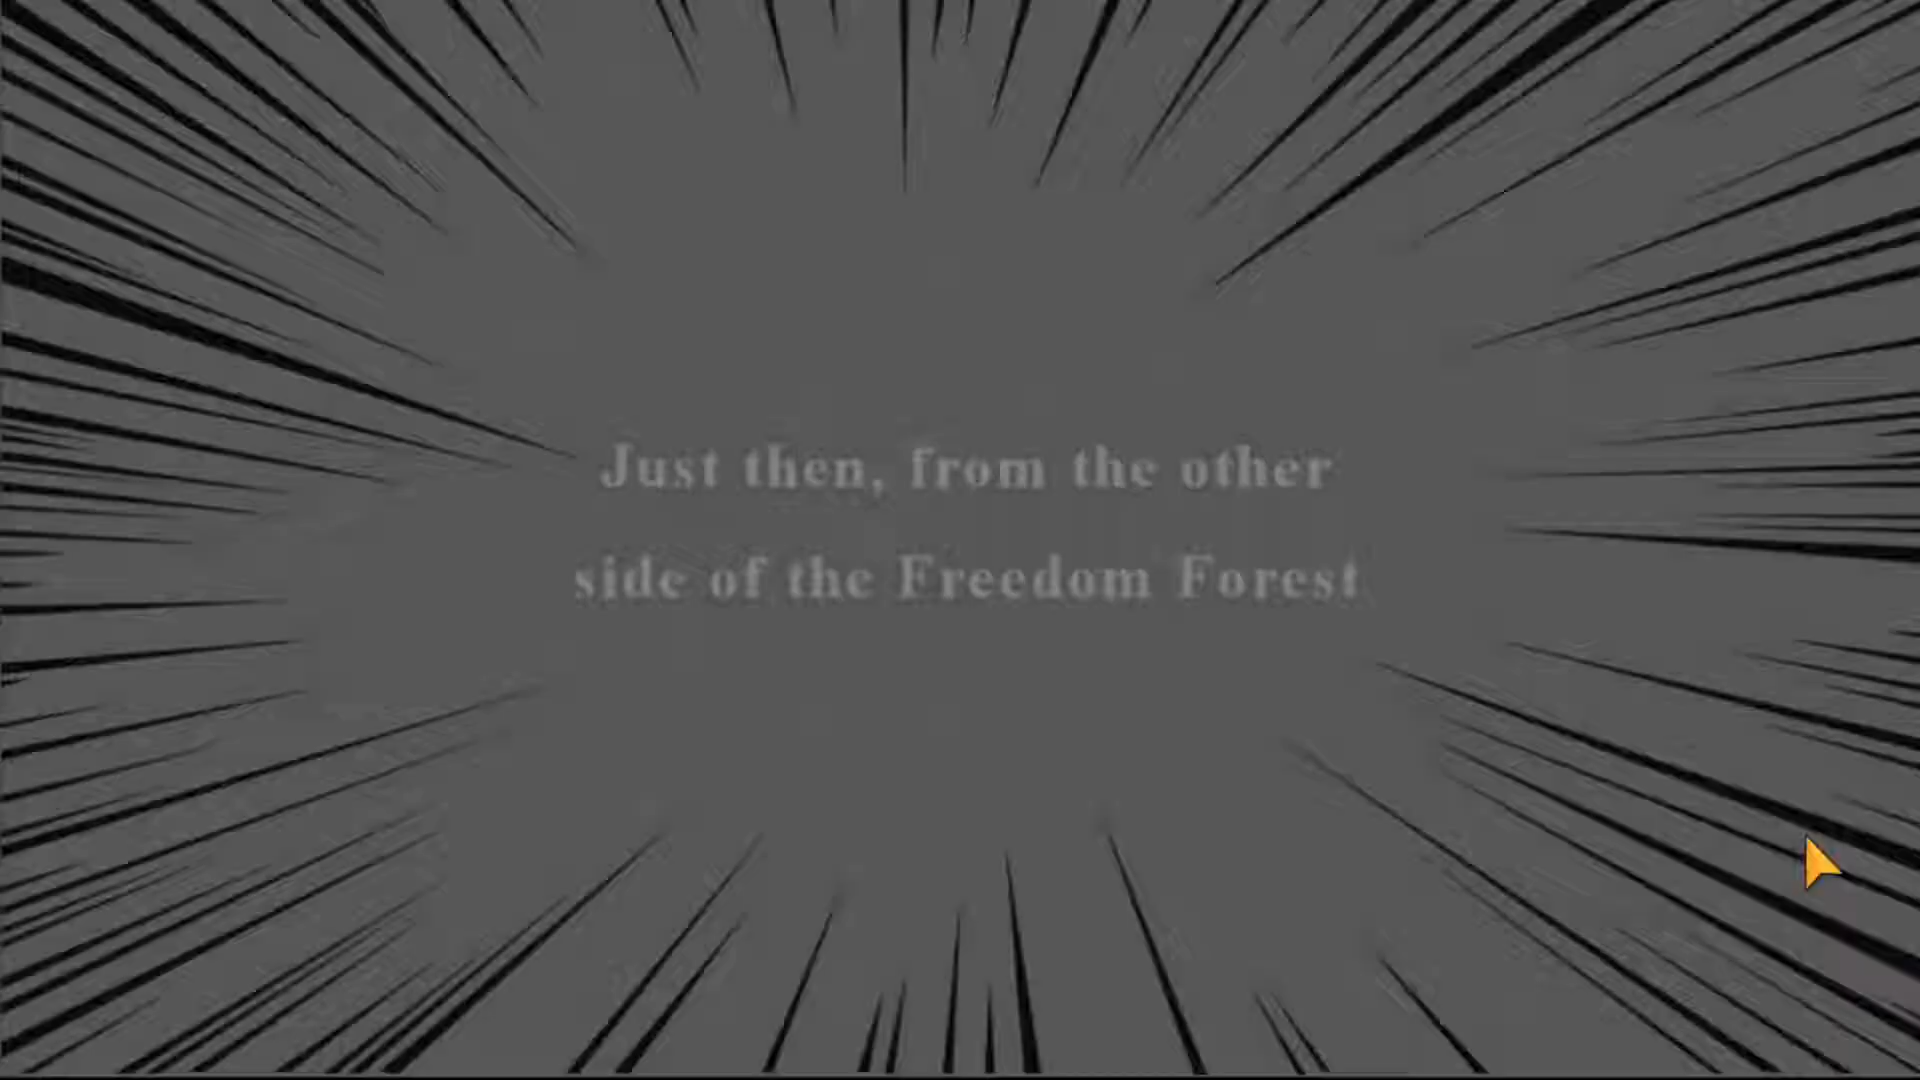 Just then, from the other
side of the Freedom Forest